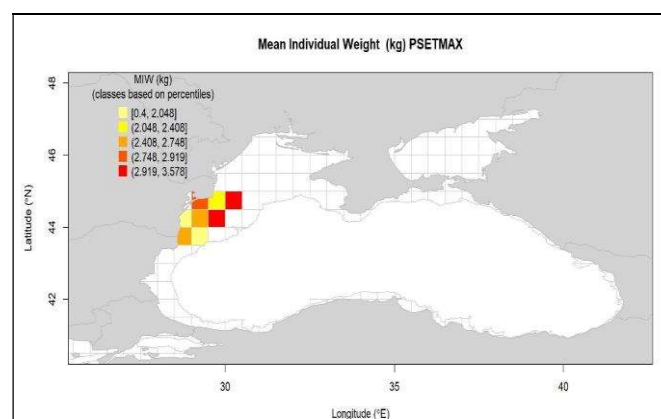 Mean Individual Weight (kg) PSETMAX
MIW (kg)
(classes based on percentiles)
[0.4, 2.048]
(2.048, 2.408]
(2.408, 2.748]
(2.748, 2.919]
(2.919, 3.578]
48
46
44
42
Latitude (°N)
30
35
40
Longitude (°E)